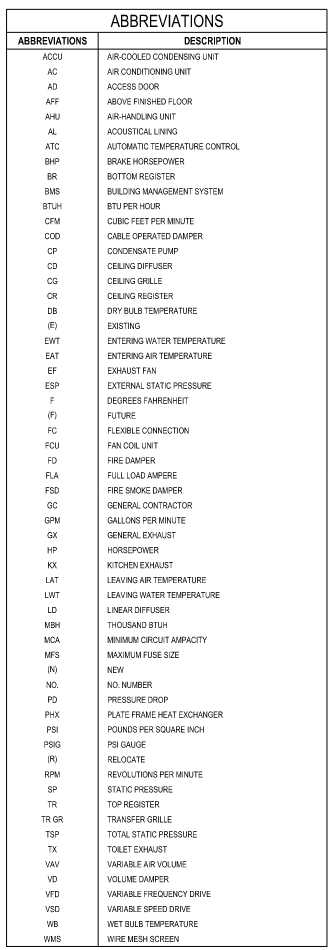 ABBREVIATIONS
ABBREVIATIONS DESCRIPTION
ACCU AIR-COOLED CONDENSING UNIT
AC AIR CONDITIONING UNIT
AD ACCESS DOOR
AFF ABOVE FINISHED FLOOR
AHU AIR-HANDLING UNIT
AL ACOUSTICAL LINING
ATC AUTOMATIC TEMPERATURE CONTROL
BHP BRAKE HORSEPOWER
BR BOTTOM REGISTER
BMS BUILDING MANAGEMENT SYSTEM
BTUH BTU PER HOUR
CFM CUBIC FEET PER MINUTE
COD CABLE OPERATED DAMPER
CP CONDENSATE PUMP
CD CEILING DIFFUSER
CG CEILING GRILLE
CR CEILING REGISTER
DB DRY BULB TEMPERATURE
(E) EXISTING
EWT ENTERING WATER TEMPERATURE
EAT ENTERING AIR TEMPERATURE
EF EXHAUST FAN
ESP EXTERNAL STATIC PRESSURE
F DEGREES FAHRENHEIT
(F) FUTURE
FC FLEXIBLE CONNECTION
FCU FAN COIL UNIT
FD FIRE DAMPER
FLA FULL LOAD AMPERE
FSD FIRE SMOKE DAMPER
GC GENERAL CONTRACTOR
GPM GALLONS PER MINUTE
GX GENERAL EXHAUST
HP HORSEPOWER
KX KITCHEN EXHAUST
LAT LEAVING AIR TEMPERATURE
LWT LEAVING WATER TEMPERATURE
LD LINEAR DIFFUSER
MBH THOUSAND BTUH
MCA MINIMUM CIRCUIT AMPACITY
MFS MAXIMUM FUSE SIZE
(N) NEW
NO. NO. NUMBER
PD PRESSURE DROP
PHX PLATE FRAME HEAT EXCHANGER
PSI POUNDS PER SQUARE INCH
PSIG PSI GAUGE
(R) RELOCATE
RPM REVOLUTIONS PER MINUTE
SP STATIC PRESSURE
TR TOP REGISTER
TR GR TRANSFER GRILLE
TSP TOTAL STATIC PRESSURE
TX TOILET EXHAUST
VAV VARIABLE AIR VOLUME
VD VOLUME DAMPER
VFD VARIABLE FREQUENCY DRIVE
VSD VARIABLE SPEED DRIVE
WB WET BULB TEMPERATURE
WMS WIRE MESH SCREEN